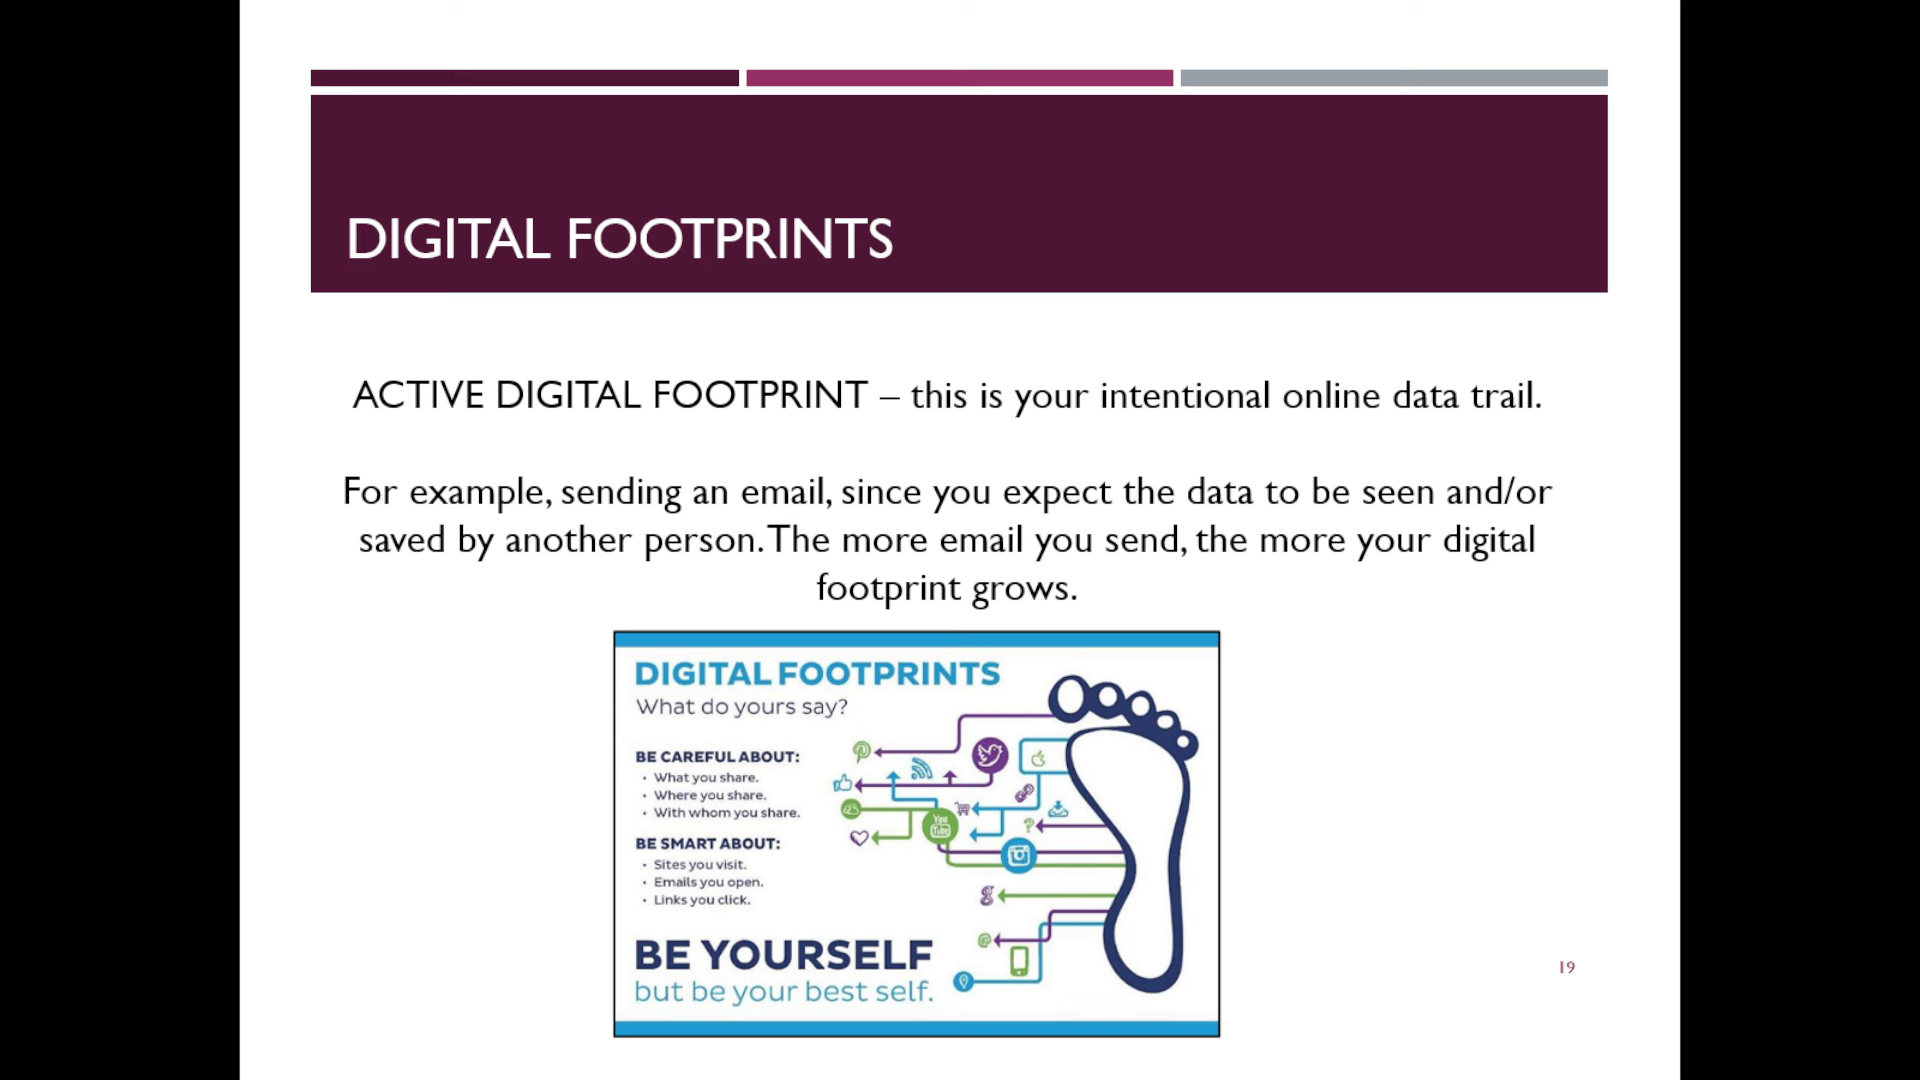 DIGITAL FOOTPRINTS
ACTIVE DIGITAL FOOTPRINT – this is your intentional online data trail.
For example, sending an email, since you expect the data to be seen and/or
saved by another person. The more email you send, the more your digital
footprint grows.
DIGITAL FOOTPRINTS
What do yours say?
BE CAREFUL ABOUT:
• What you share.
• Where you share.
• With whom you share.
BE SMART ABOUT:
• Sites you visit.
• Emails you open.
• Links you click.
BE YOURSELF
but be your best self.
You
Tube
?
g
@
19